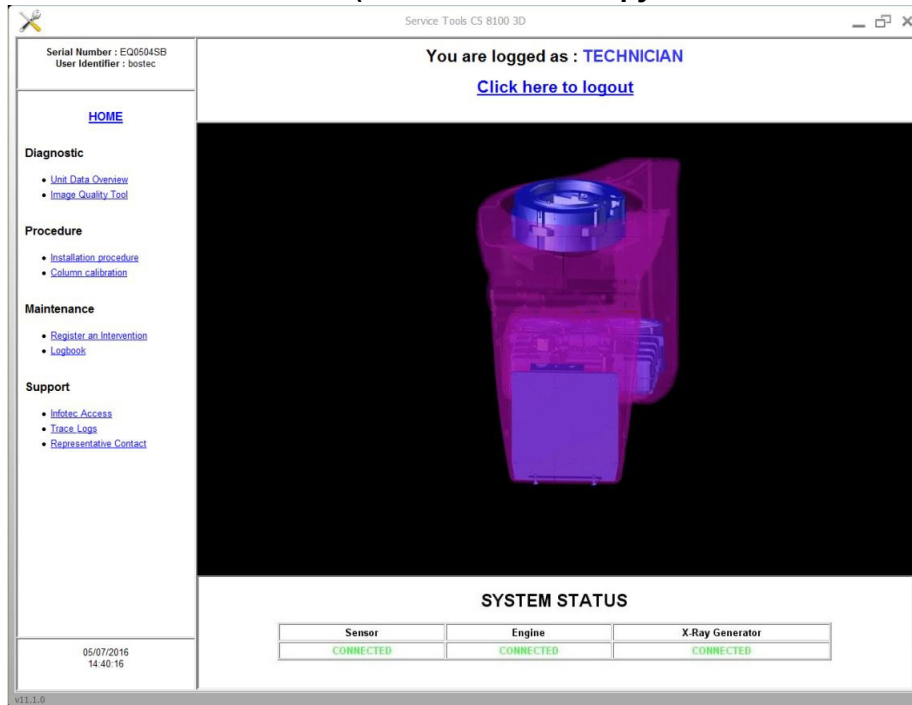 Service Tools CS 8100 3D
Serial Number : EQ0504SB
User Identifier : bostec
You are logged as : TECHNICIAN
Click here to logout
HOME
Diagnostic
Unit Data Overview
Image Quality Tool
Procedure
Installation procedure
Column calibration
Maintenance
Register an Intervention
Logbook
Support
Infotec Access
Trace Logs
Representative Contact
SYSTEM STATUS
Sensor Engine X-Ray Generator
CONNECTED CONNECTED CONNECTED
05/07/2016
14:40:16
v11.1.0